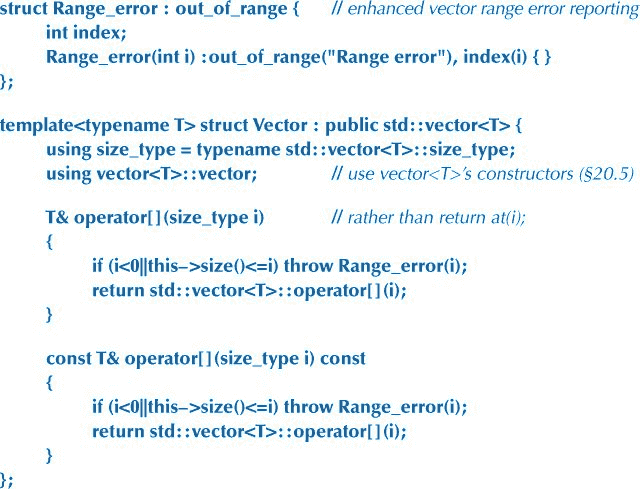 struct Range_error : out_of_range { // enhanced vector range error reporting
int index;
Range_error(int i) :out_of_range("Range error"), index(i) { }
};
template<typename T> struct Vector : public std::vector<T> {
using size_type = typename std::vector<T>::size_type;
using vector<T>::vector; // use vector<T>'s constructors (§20.5)
T& operator[](size_type i) // rather than return at(i);
{
if (i<0||this->size()<=i) throw Range_error(i);
return std::vector<T>::operator[](i);
}
const T& operator[](size_type i) const
{
if (i<0||this->size()<=i) throw Range_error(i);
return std::vector<T>::operator[](i);
}
};